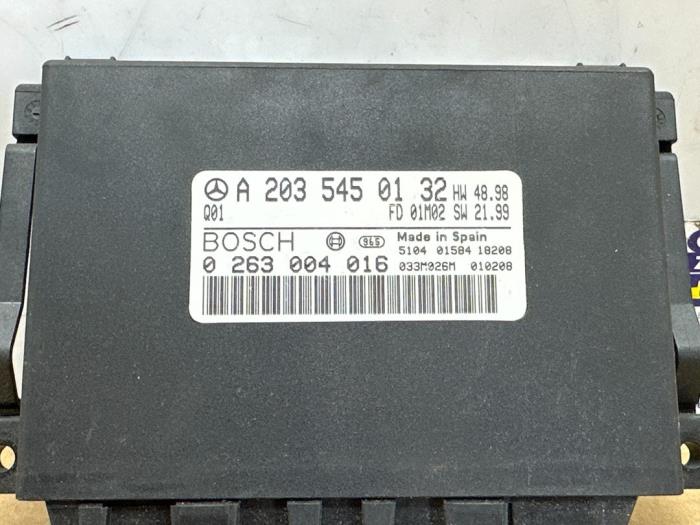 A 203 545 01 32 HW 48.98
Q01 FD 01M02 SW 21.99
BOSCH 965 Made in Spain
5104 01584 18208
0 263 004 016 033M026M 010208